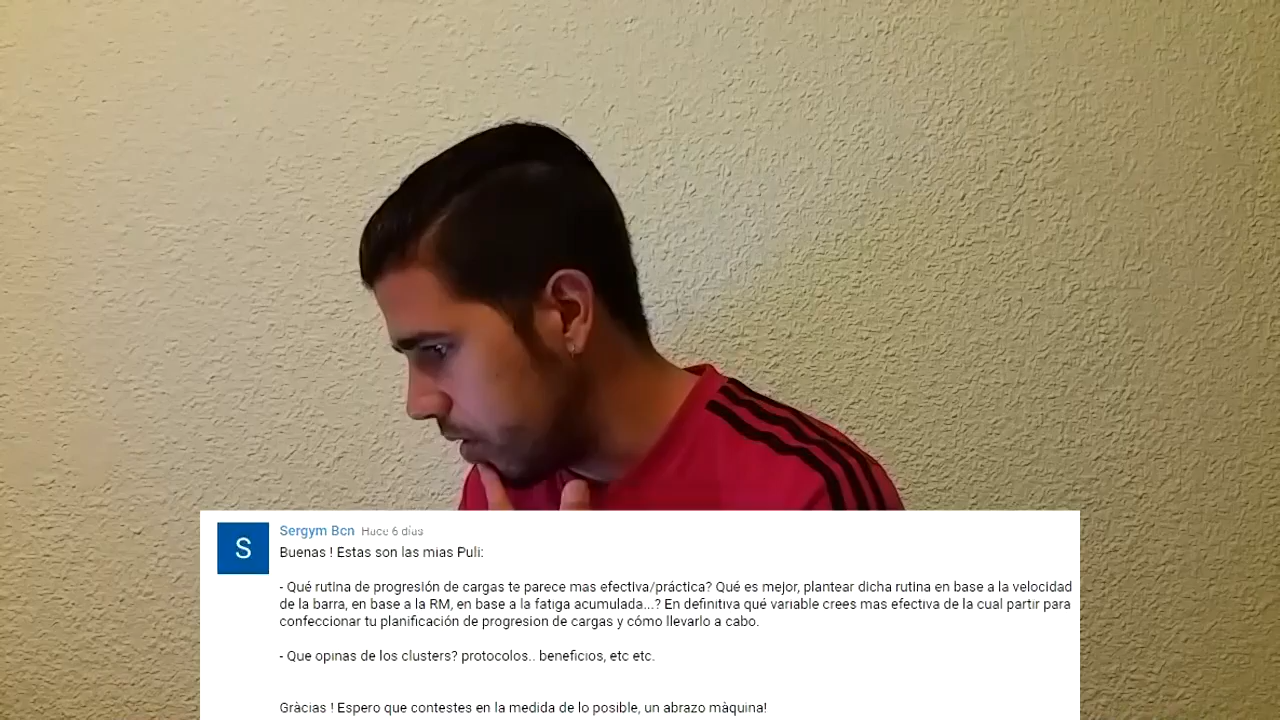 S
Sergym Bcn Hace 6 días
Buenas ! Estas son las mias Puli:
- Qué rutina de progresión de cargas te parece mas efectiva/práctica? Qué es mejor, plantear dicha rutina en base a la velocidad
de la barra, en base a la RM, en base a la fatiga acumulada...? En definitiva qué variable crees mas efectiva de la cual partir para
confeccionar tu planificación de progresion de cargas y cómo llevarlo a cabo.
- Que opinas de los clusters? protocolos.. beneficios, etc etc.
Gràcias ! Espero que contestes en la medida de lo posible, un abrazo màquina!